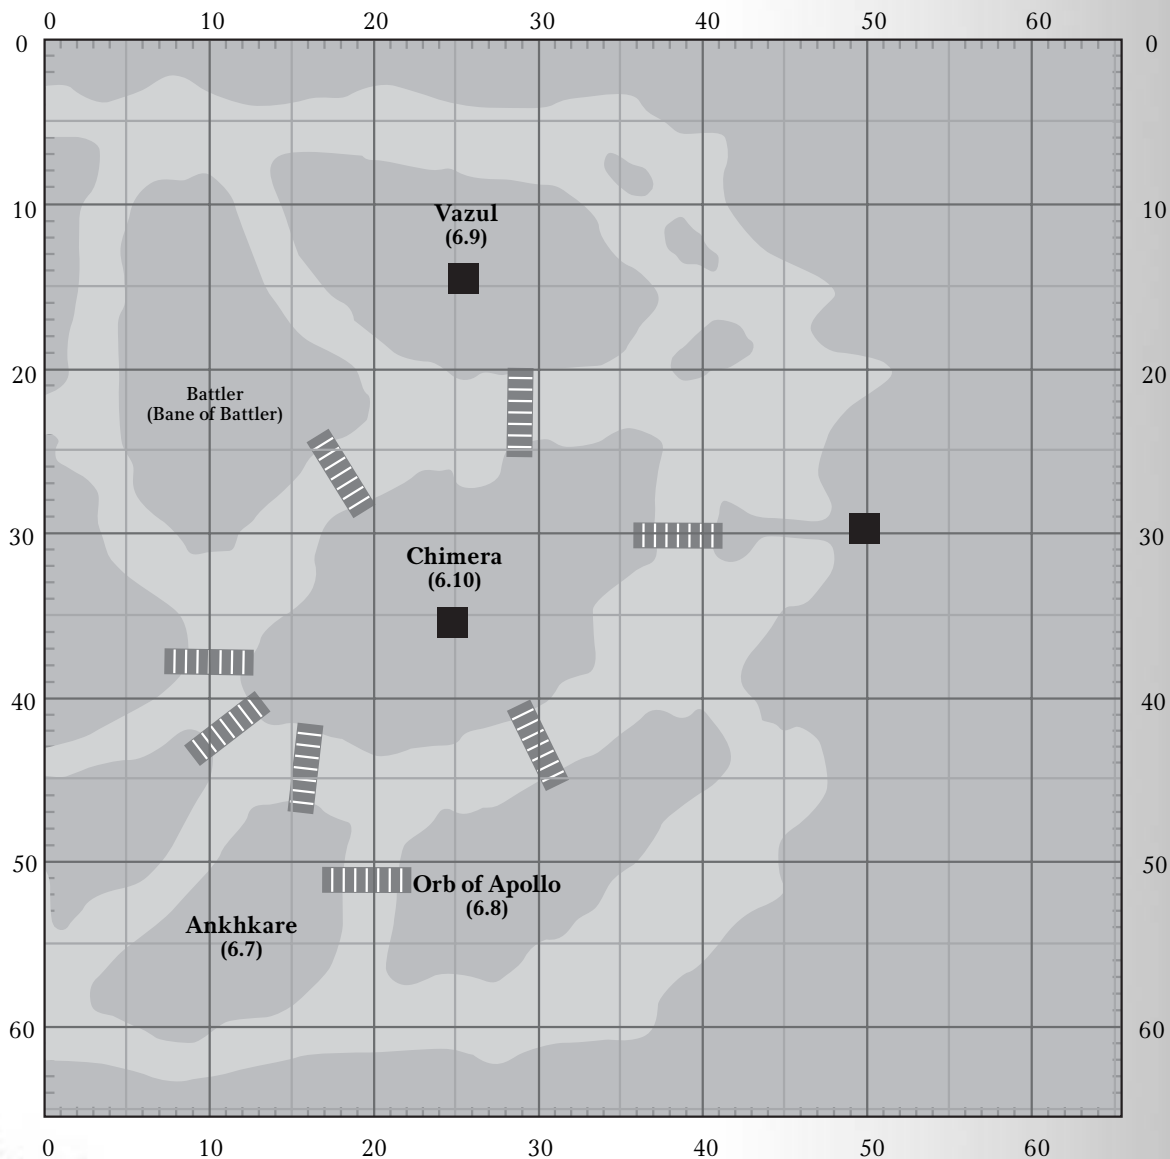 0 10 20 30 40 50 60
0 0
10 10
Vazul
(6.9)
20 20
Battler
(Bane of Battler)
30 30
Chimera
(6.10)
40 40
50 50
Orb of Apollo
(6.8)
Ankhkare
(6.7)
60 60
0 10 20 30 40 50 60